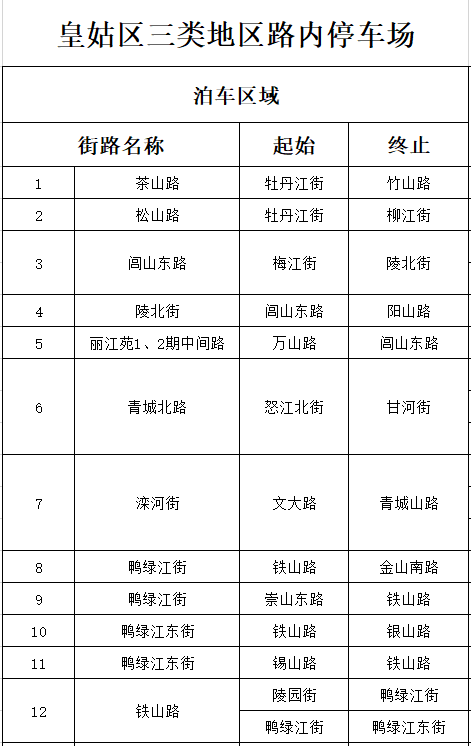 皇姑区三类地区路内停车场
泊车区域
街路名称 起始 终止
1 茶山路 牡丹江街 竹山路
2 松山路 牡丹江街 柳江街
3 闾山东路 梅江街 陵北街
4 陵北街 闾山东路 阳山路
5 丽江苑1、2期中间路 万山路 闾山东路
6 青城北路 怒江北街 甘河街
7 滦河街 文大路 青城山路
8 鸭绿江街 铁山路 金山南路
9 鸭绿江街 崇山东路 铁山路
10 鸭绿江东街 铁山路 银山路
11 鸭绿江东街 锡山路 铁山路
12 铁山路 陵园街 鸭绿江街
鸭绿江街 鸭绿江东街